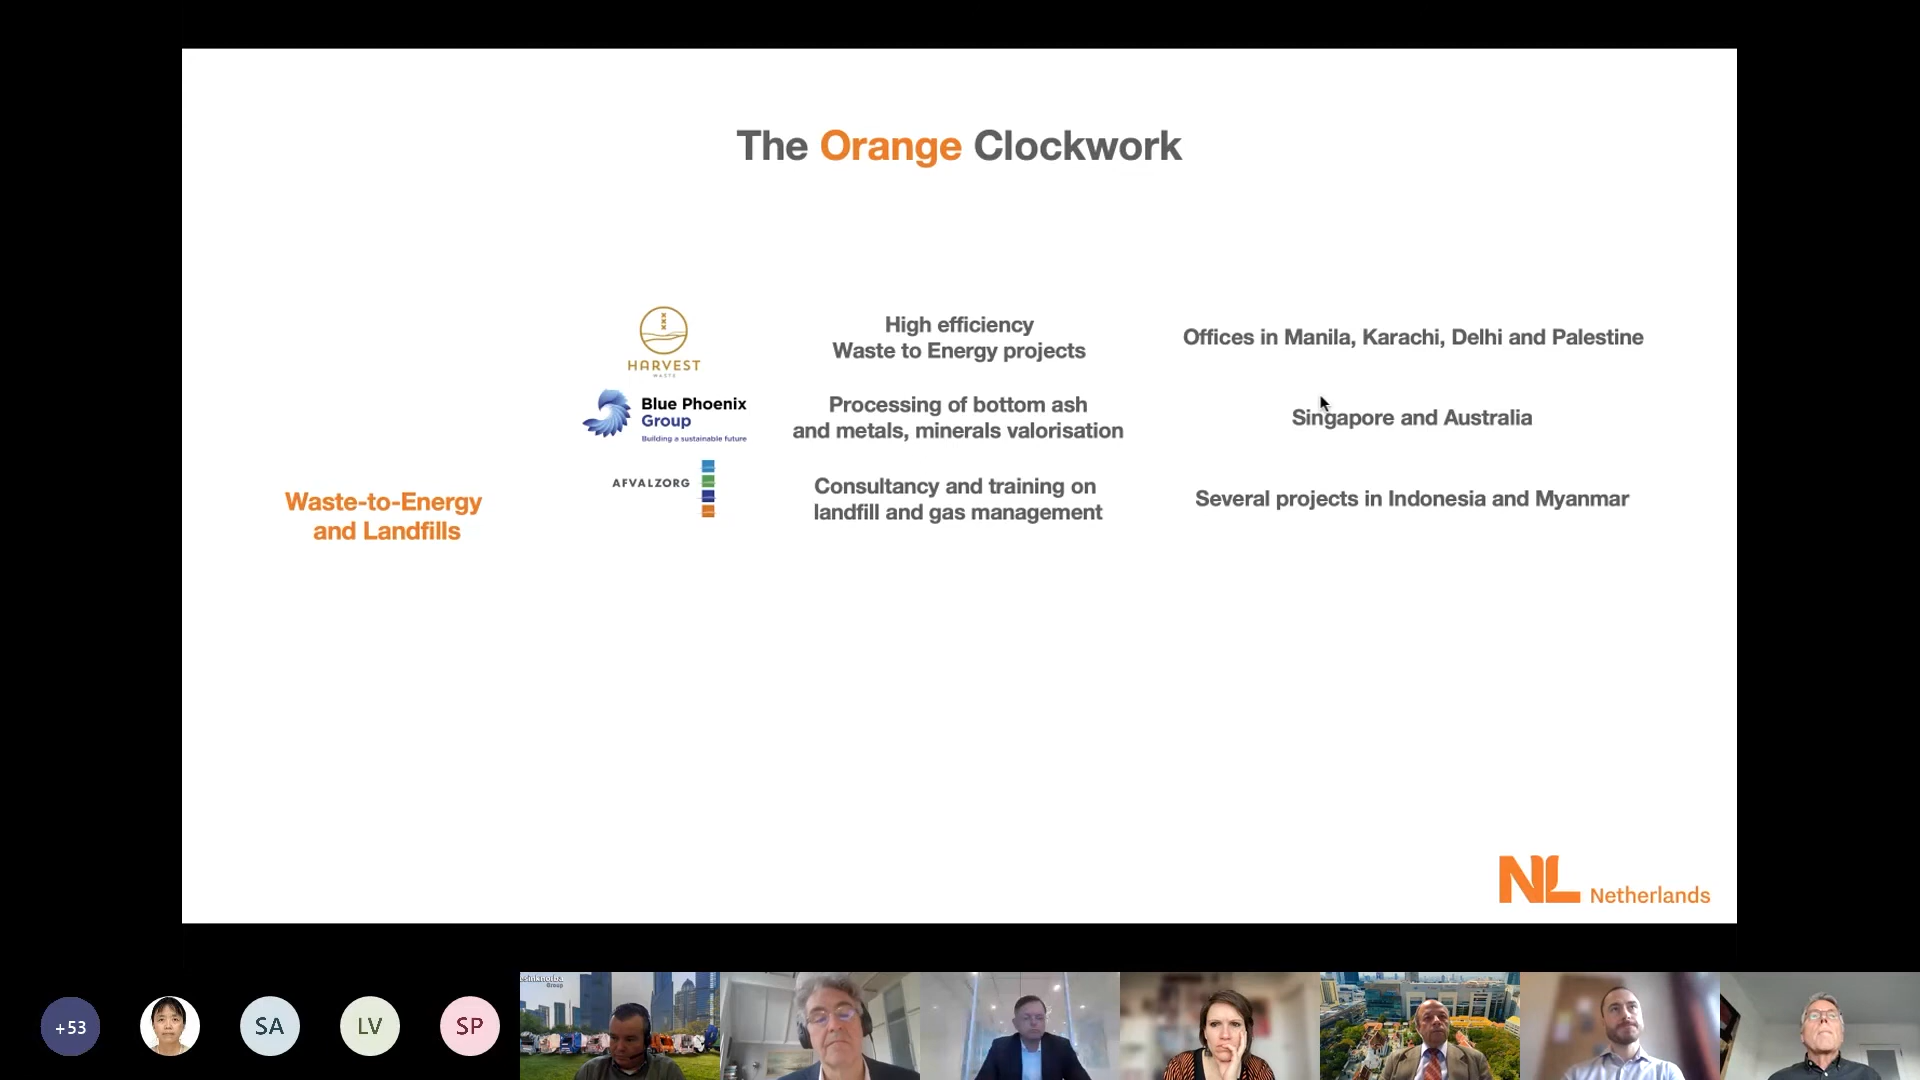 The Orange Clockwork
Waste-to-Energy
and Landfills
HARVEST
WASTE
High efficiency
Waste to Energy projects
Offices in Manila, Karachi, Delhi and Palestine
Blue Phoenix
Group
Building a sustainable future
Processing of bottom ash
and metals, minerals valorisation
Singapore and Australia
AFVALZORG
Consultancy and training on
landfill and gas management
Several projects in Indonesia and Myanmar
NL Netherlands
+53
SA
LV
SP
Group